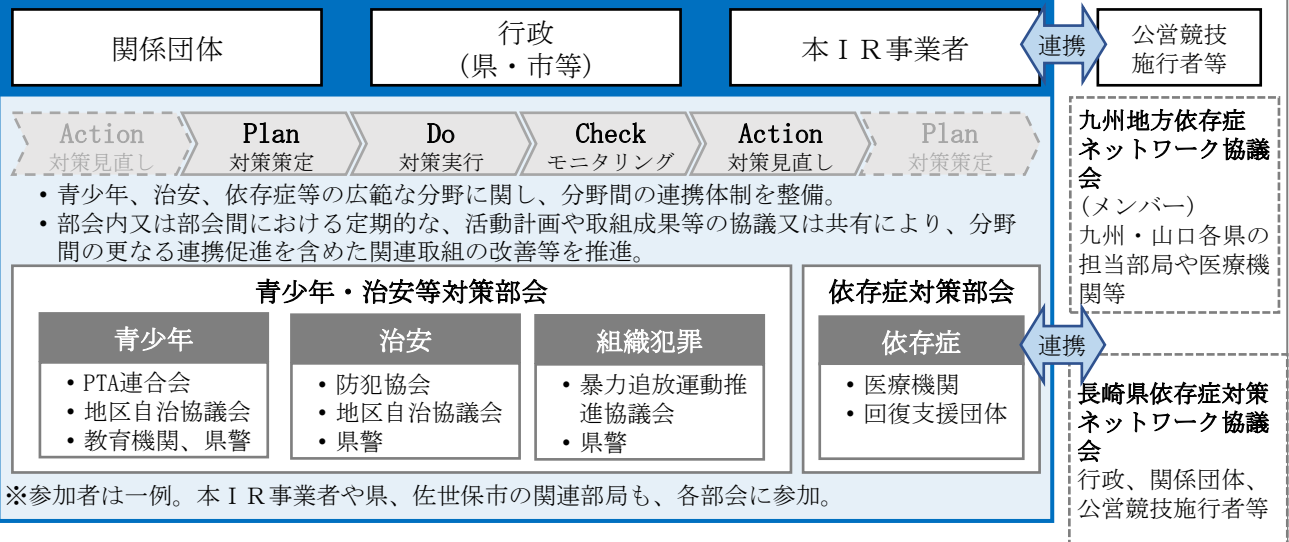 関係団体
行政
(県・市等)
本ＩＲ事業者
連携
公営競技
施行者等
Action
対策見直し
Plan
対策策定
Do
対策実行
Check
モニタリング
Action
対策見直し
Plan
対策策定
• 青少年、治安、依存症等の広範な分野に関し、分野間の連携体制を整備。
• 部会内又は部会間における定期的な、活動計画や取組成果等の協議又は共有により、分野
間の更なる連携促進を含めた関連取組の改善等を推進。
青少年・治安等対策部会
青少年
• PTA連合会
• 地区自治協議会
• 教育機関、県警
治安
• 防犯協会
• 地区自治協議会
• 県警
組織犯罪
• 暴力追放運動推
進協議会
• 県警
依存症対策部会
依存症
• 医療機関
• 回復支援団体
連携
※参加者は一例。本ＩＲ事業者や県、佐世保市の関連部局も、各部会に参加。
九州地方依存症
ネットワーク協議
会
(メンバー)
九州・山口各県の
担当部局や医療機
関等
長崎県依存症対策
ネットワーク協議
会
行政、関係団体、
公営競技施行者等